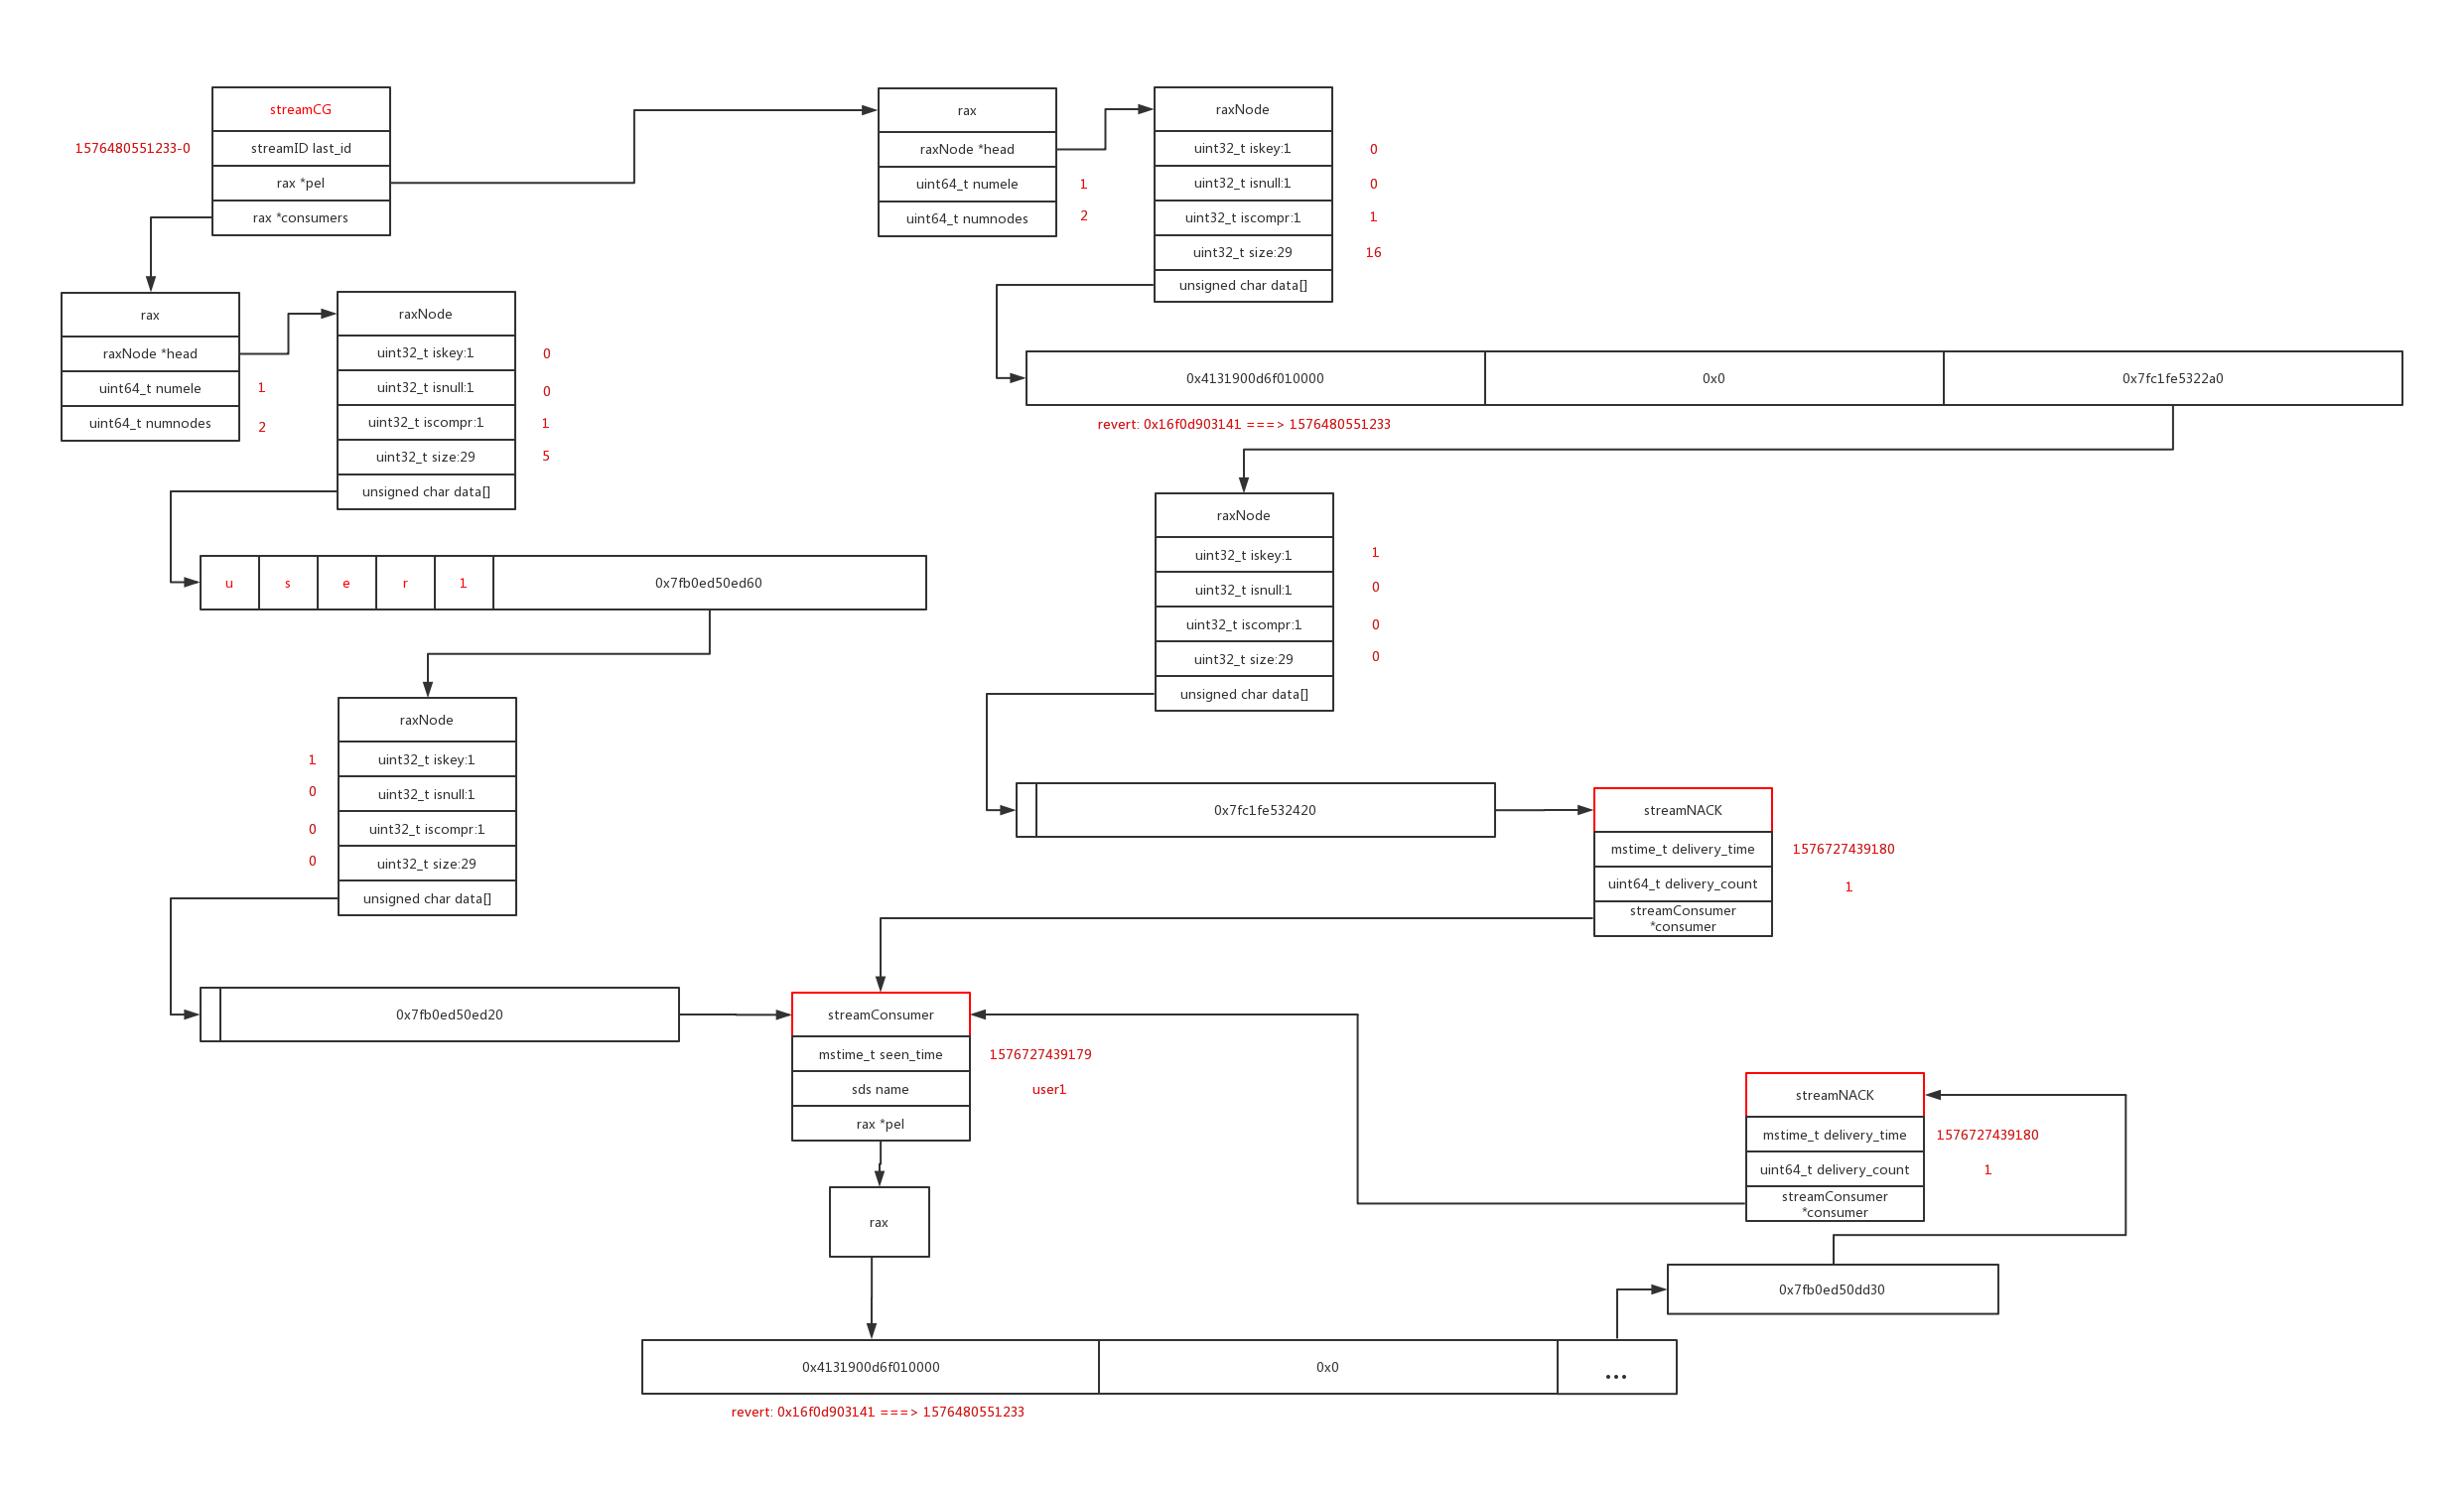 streamCG
1576480551233-0
streamID last_id
rax *pel
rax *consumers
rax
raxNode *head
uint64_t numele
1
uint64_t numnodes
2
raxNode
uint32_t iskey:1
0
uint32_t isnull:1
0
uint32_t iscompr:1
1
uint32_t size:29
16
unsigned char data[]
0x4131900d6f010000
0x0
0x7fc1fe5322a0
revert: 0x16f0d903141 ===> 1576480551233
rax
raxNode *head
uint64_t numele
1
uint64_t numnodes
2
raxNode
uint32_t iskey:1
0
uint32_t isnull:1
0
uint32_t iscompr:1
1
uint32_t size:29
5
unsigned char data[]
u
s
e
r
1
0x7fb0ed50ed60
raxNode
uint32_t iskey:1
1
uint32_t isnull:1
0
uint32_t iscompr:1
0
uint32_t size:29
0
unsigned char data[]
0x7fc1fe532420
streamNACK
mstime_t delivery_time
1576727439180
uint64_t delivery_count
1
streamConsumer
*consumer
raxNode
1
uint32_t iskey:1
0
uint32_t isnull:1
0
uint32_t iscompr:1
0
uint32_t size:29
unsigned char data[]
0x7fb0ed50ed20
streamConsumer
mstime_t seen_time
1576727439179
sds name
user1
rax *pel
rax
streamNACK
mstime_t delivery_time
1576727439180
uint64_t delivery_count
1
streamConsumer
*consumer
0x7fb0ed50dd30
0x4131900d6f010000
0x0
...
revert: 0x16f0d903141 ===> 1576480551233